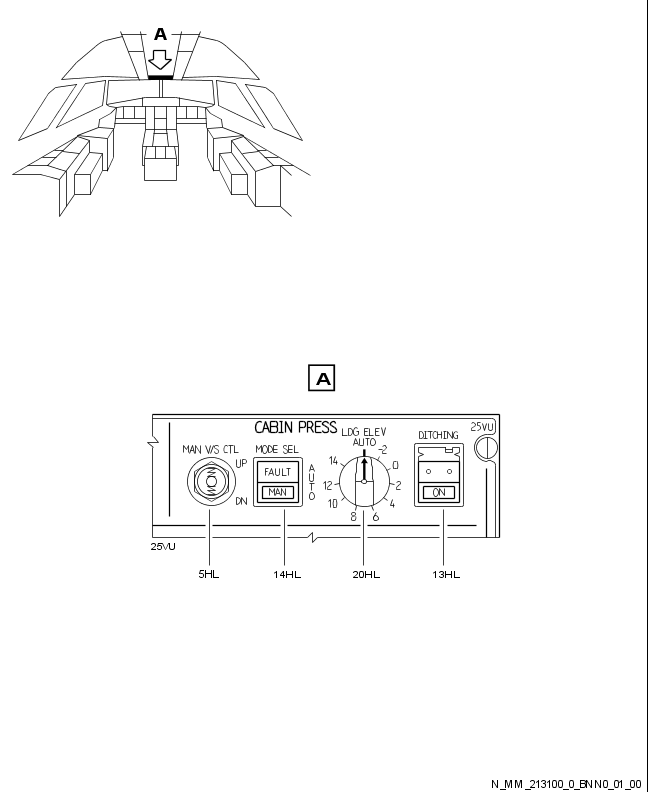 A
A
CABIN PRESS
LDG ELEV
AUTO
DITCHING
25VU
MAN V/S CTL
MODE SEL
UP
DN
FAULT
MAN
AUTO
-2
0
2
4
6
8
10
12
14
ON
25VU
5HL
14HL
20HL
13HL
N_MM_213100_0_BNN0_01_00